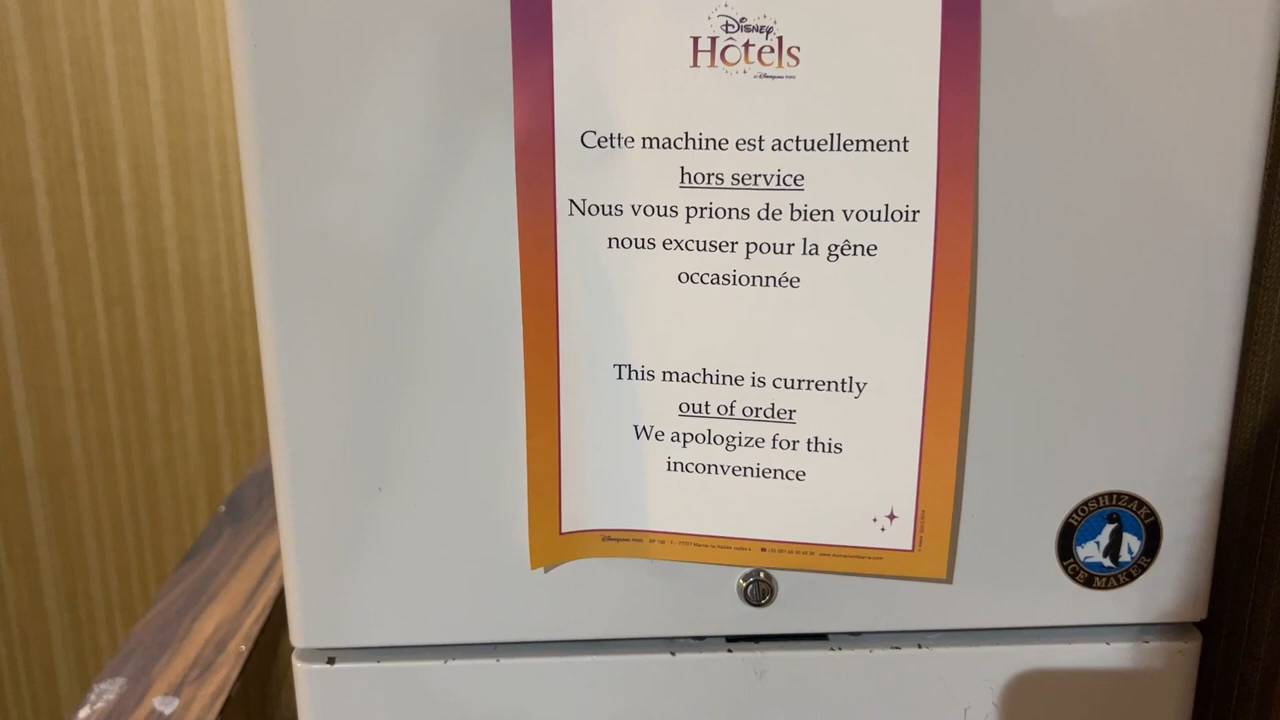 Disney
Hôtels
Cette machine est actuellement
hors service
Nous vous prions de bien vouloir
nous excuser pour la gêne
occasionnée
This machine is currently
out of order
We apologize for this
inconvenience
HOSHIZAKI
ICE MAKER